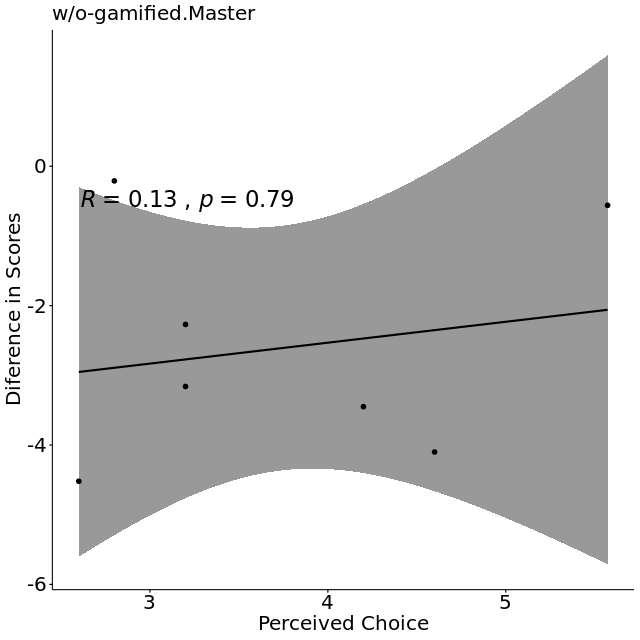 w/o-gamified.Master
0
R = 0.13 , p = 0.79
-2
-4
-6
Diference in Scores
3 4 5
Perceived Choice